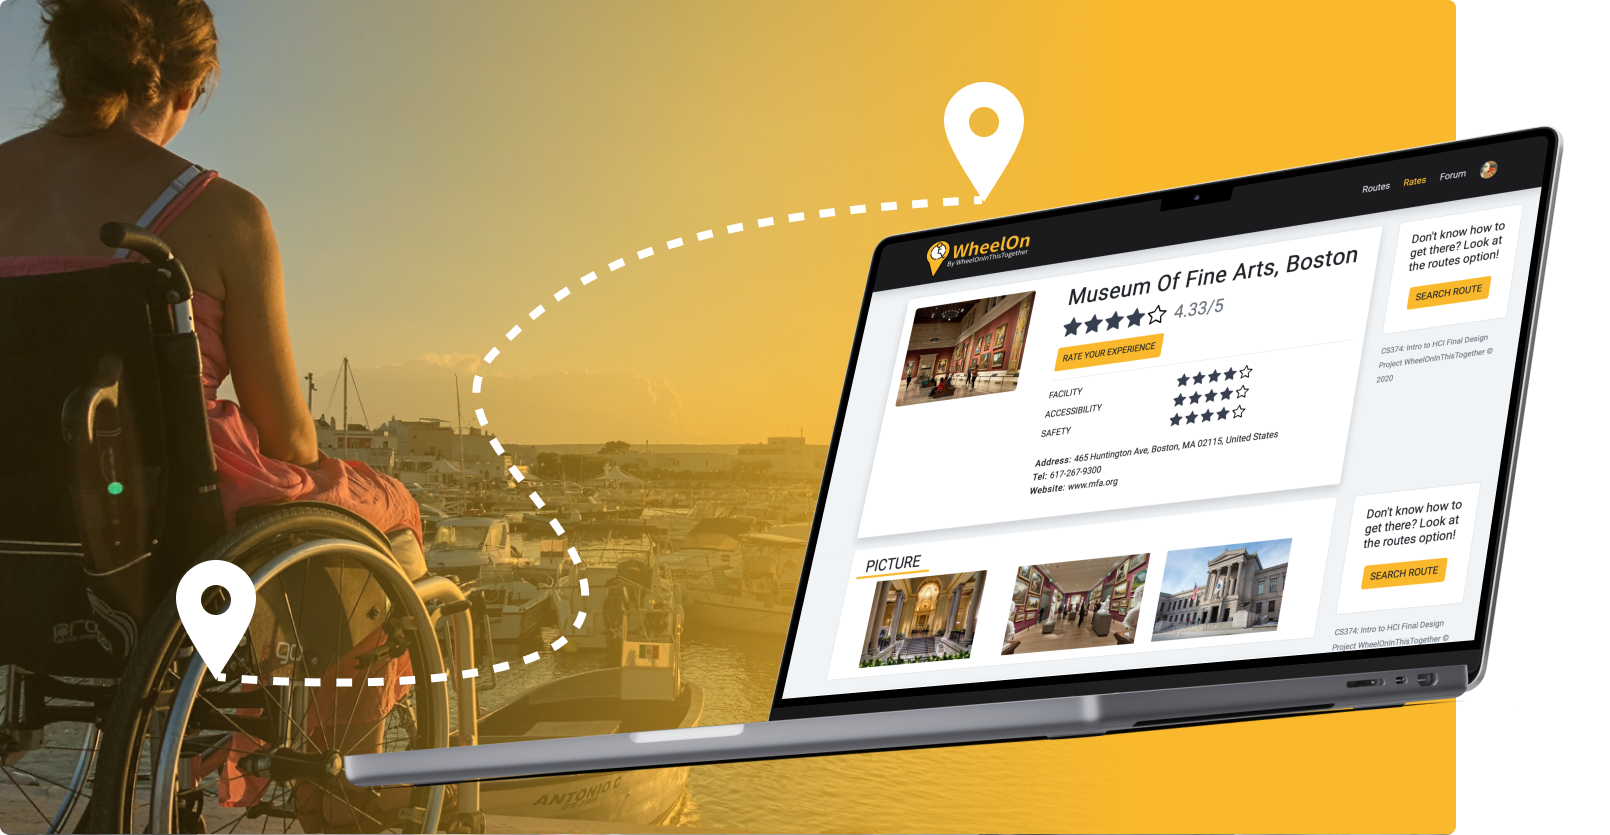 Routes
Rates
Forum
WheelOn
By WheelOnInThisTogether
Museum Of Fine Arts, Boston
4.33/5
RATE YOUR EXPERIENCE
FACILITY
ACCESSIBILITY
SAFETY
Address: 465 Huntington Ave, Boston, MA 02115, United States
Tel: 617-267-9300
Website: www.mfa.org
Don't know how to
get there? Look at
the routes option!
SEARCH ROUTE
CS374: Intro to HCI Final Design
Project WheelOnInThisTogether ©
2020
PICTURE
Don't know how to
get there? Look at
the routes option!
SEARCH ROUTE
CS374: Intro to HCI Final Design
Project WheelOnInThisTogether ©
go
ANTONIO C